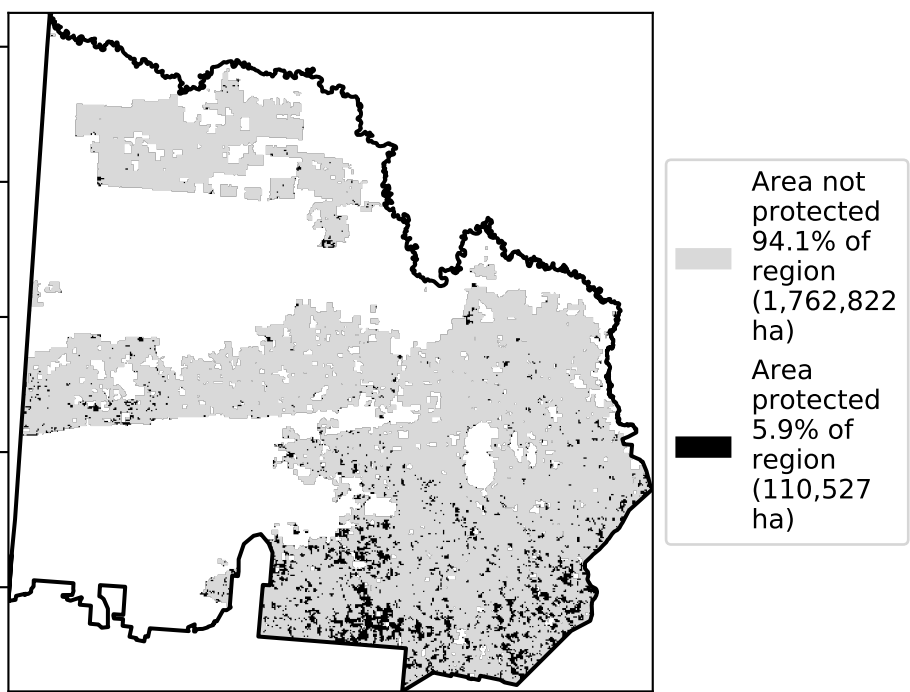 Area not
protected
94.1% of
region
(1,762,822
ha)
Area
protected
5.9% of
region
(110,527
ha)